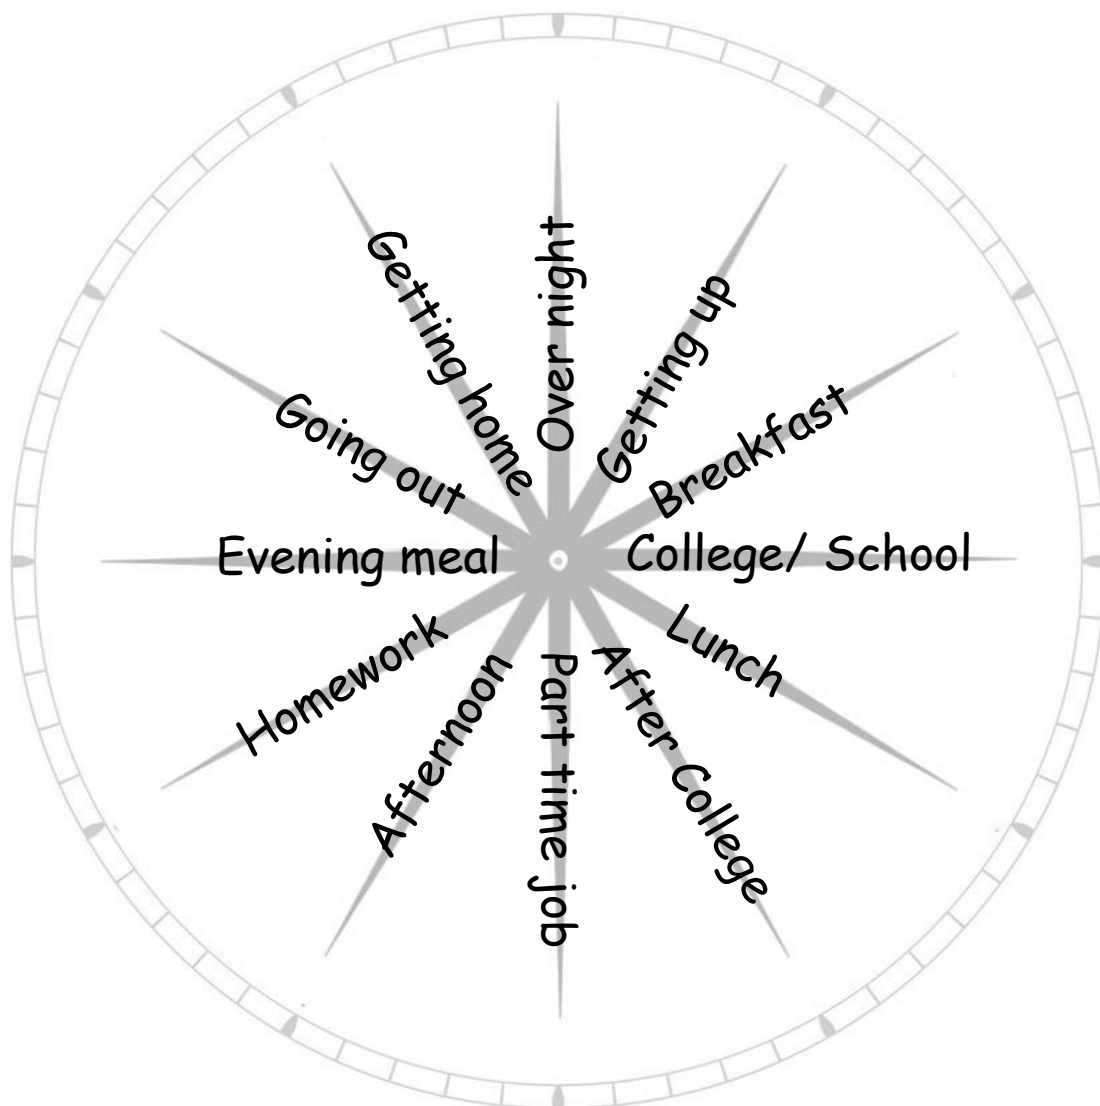 Over night
Getting up
Breakfast
College/ School
Lunch
After College
Part time job
Afternoon
Homework
Evening meal
Going out
Getting home